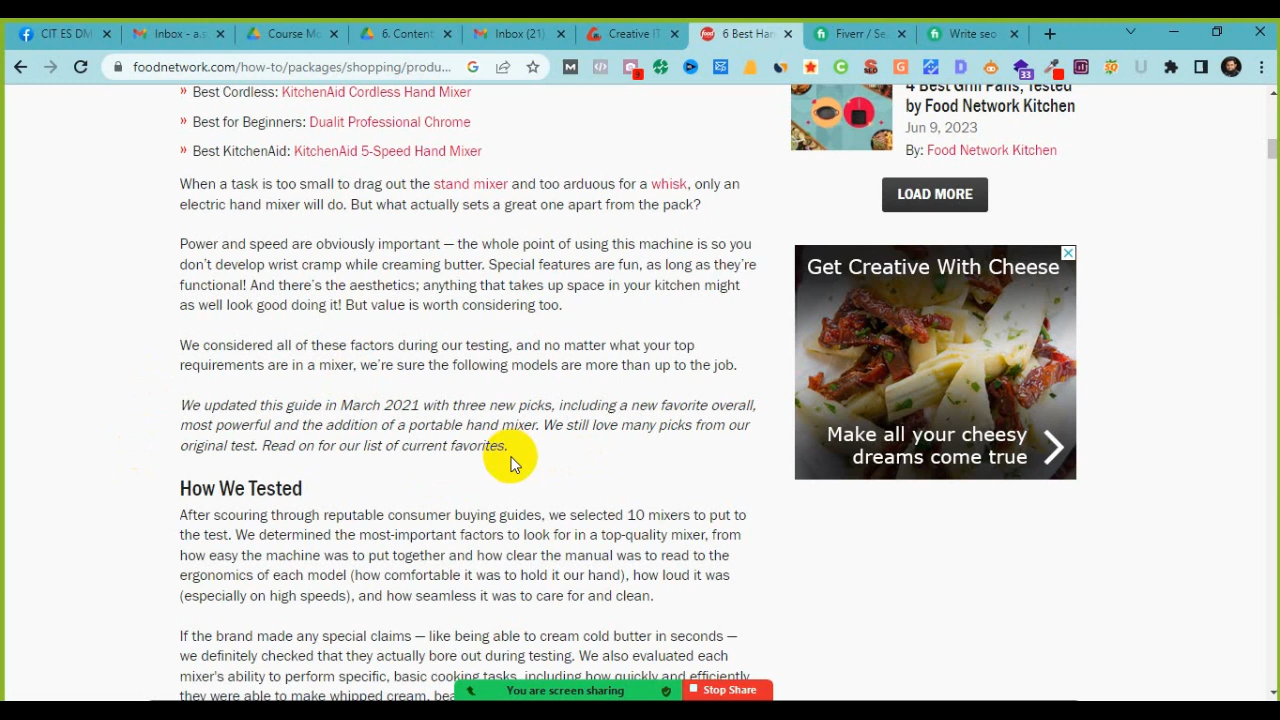 CIT ES DM
Inbox - a.s
Course Mo
6. Content
Inbox (21)
Creative IT
6 Best Han
Fiverr / Se
Write seo
foodnetwork.com/how-to/packages/shopping/produ...
33
» Best Cordless: KitchenAid Cordless Hand Mixer
» Best for Beginners: Dualit Professional Chrome
» Best KitchenAid: KitchenAid 5-Speed Hand Mixer
When a task is too small to drag out the stand mixer and too arduous for a whisk, only an
electric hand mixer will do. But what actually sets a great one apart from the pack?
Power and speed are obviously important — the whole point of using this machine is so you
don’t develop wrist cramp while creaming butter. Special features are fun, as long as they’re
functional! And there’s the aesthetics; anything that takes up space in your kitchen might
as well look good doing it! But value is worth considering too.
We considered all of these factors during our testing, and no matter what your top
requirements are in a mixer, we’re sure the following models are more than up to the job.
We updated this guide in March 2021 with three new picks, including a new favorite overall,
most powerful and the addition of a portable hand mixer. We still love many picks from our
original test. Read on for our list of current favorites.
How We Tested
After scouring through reputable consumer buying guides, we selected 10 mixers to put to
the test. We determined the most-important factors to look for in a top-quality mixer, from
how easy the machine was to put together and how clear the manual was to read to the
ergonomics of each model (how comfortable it was to hold it our hand), how loud it was
(especially on high speeds), and how seamless it was to care for and clean.
If the brand made any special claims — like being able to cream cold butter in seconds —
we definitely checked that they actually bore out during testing. We also evaluated each
mixer's ability to perform specific, basic cooking tasks, including how quickly and efficiently
they were able to make whipped cream,
4 Best Grill Pans, Tested
by Food Network Kitchen
Jun 9, 2023
By: Food Network Kitchen
LOAD MORE
Get Creative With Cheese
Make all your cheesy
dreams come true
You are screen sharing
Stop Share